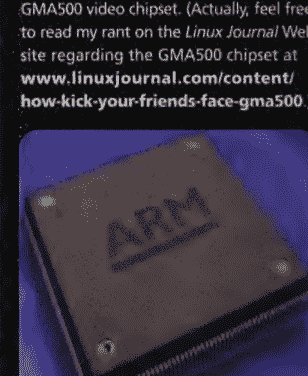 GMA500 video chipset. (Actually, feel free
to read my rant on the Linux Journal Web
site regarding the GMA500 chipset at
www.linuxjournal.com/content/
how-kick-your-friends-face-gma500.
ARM